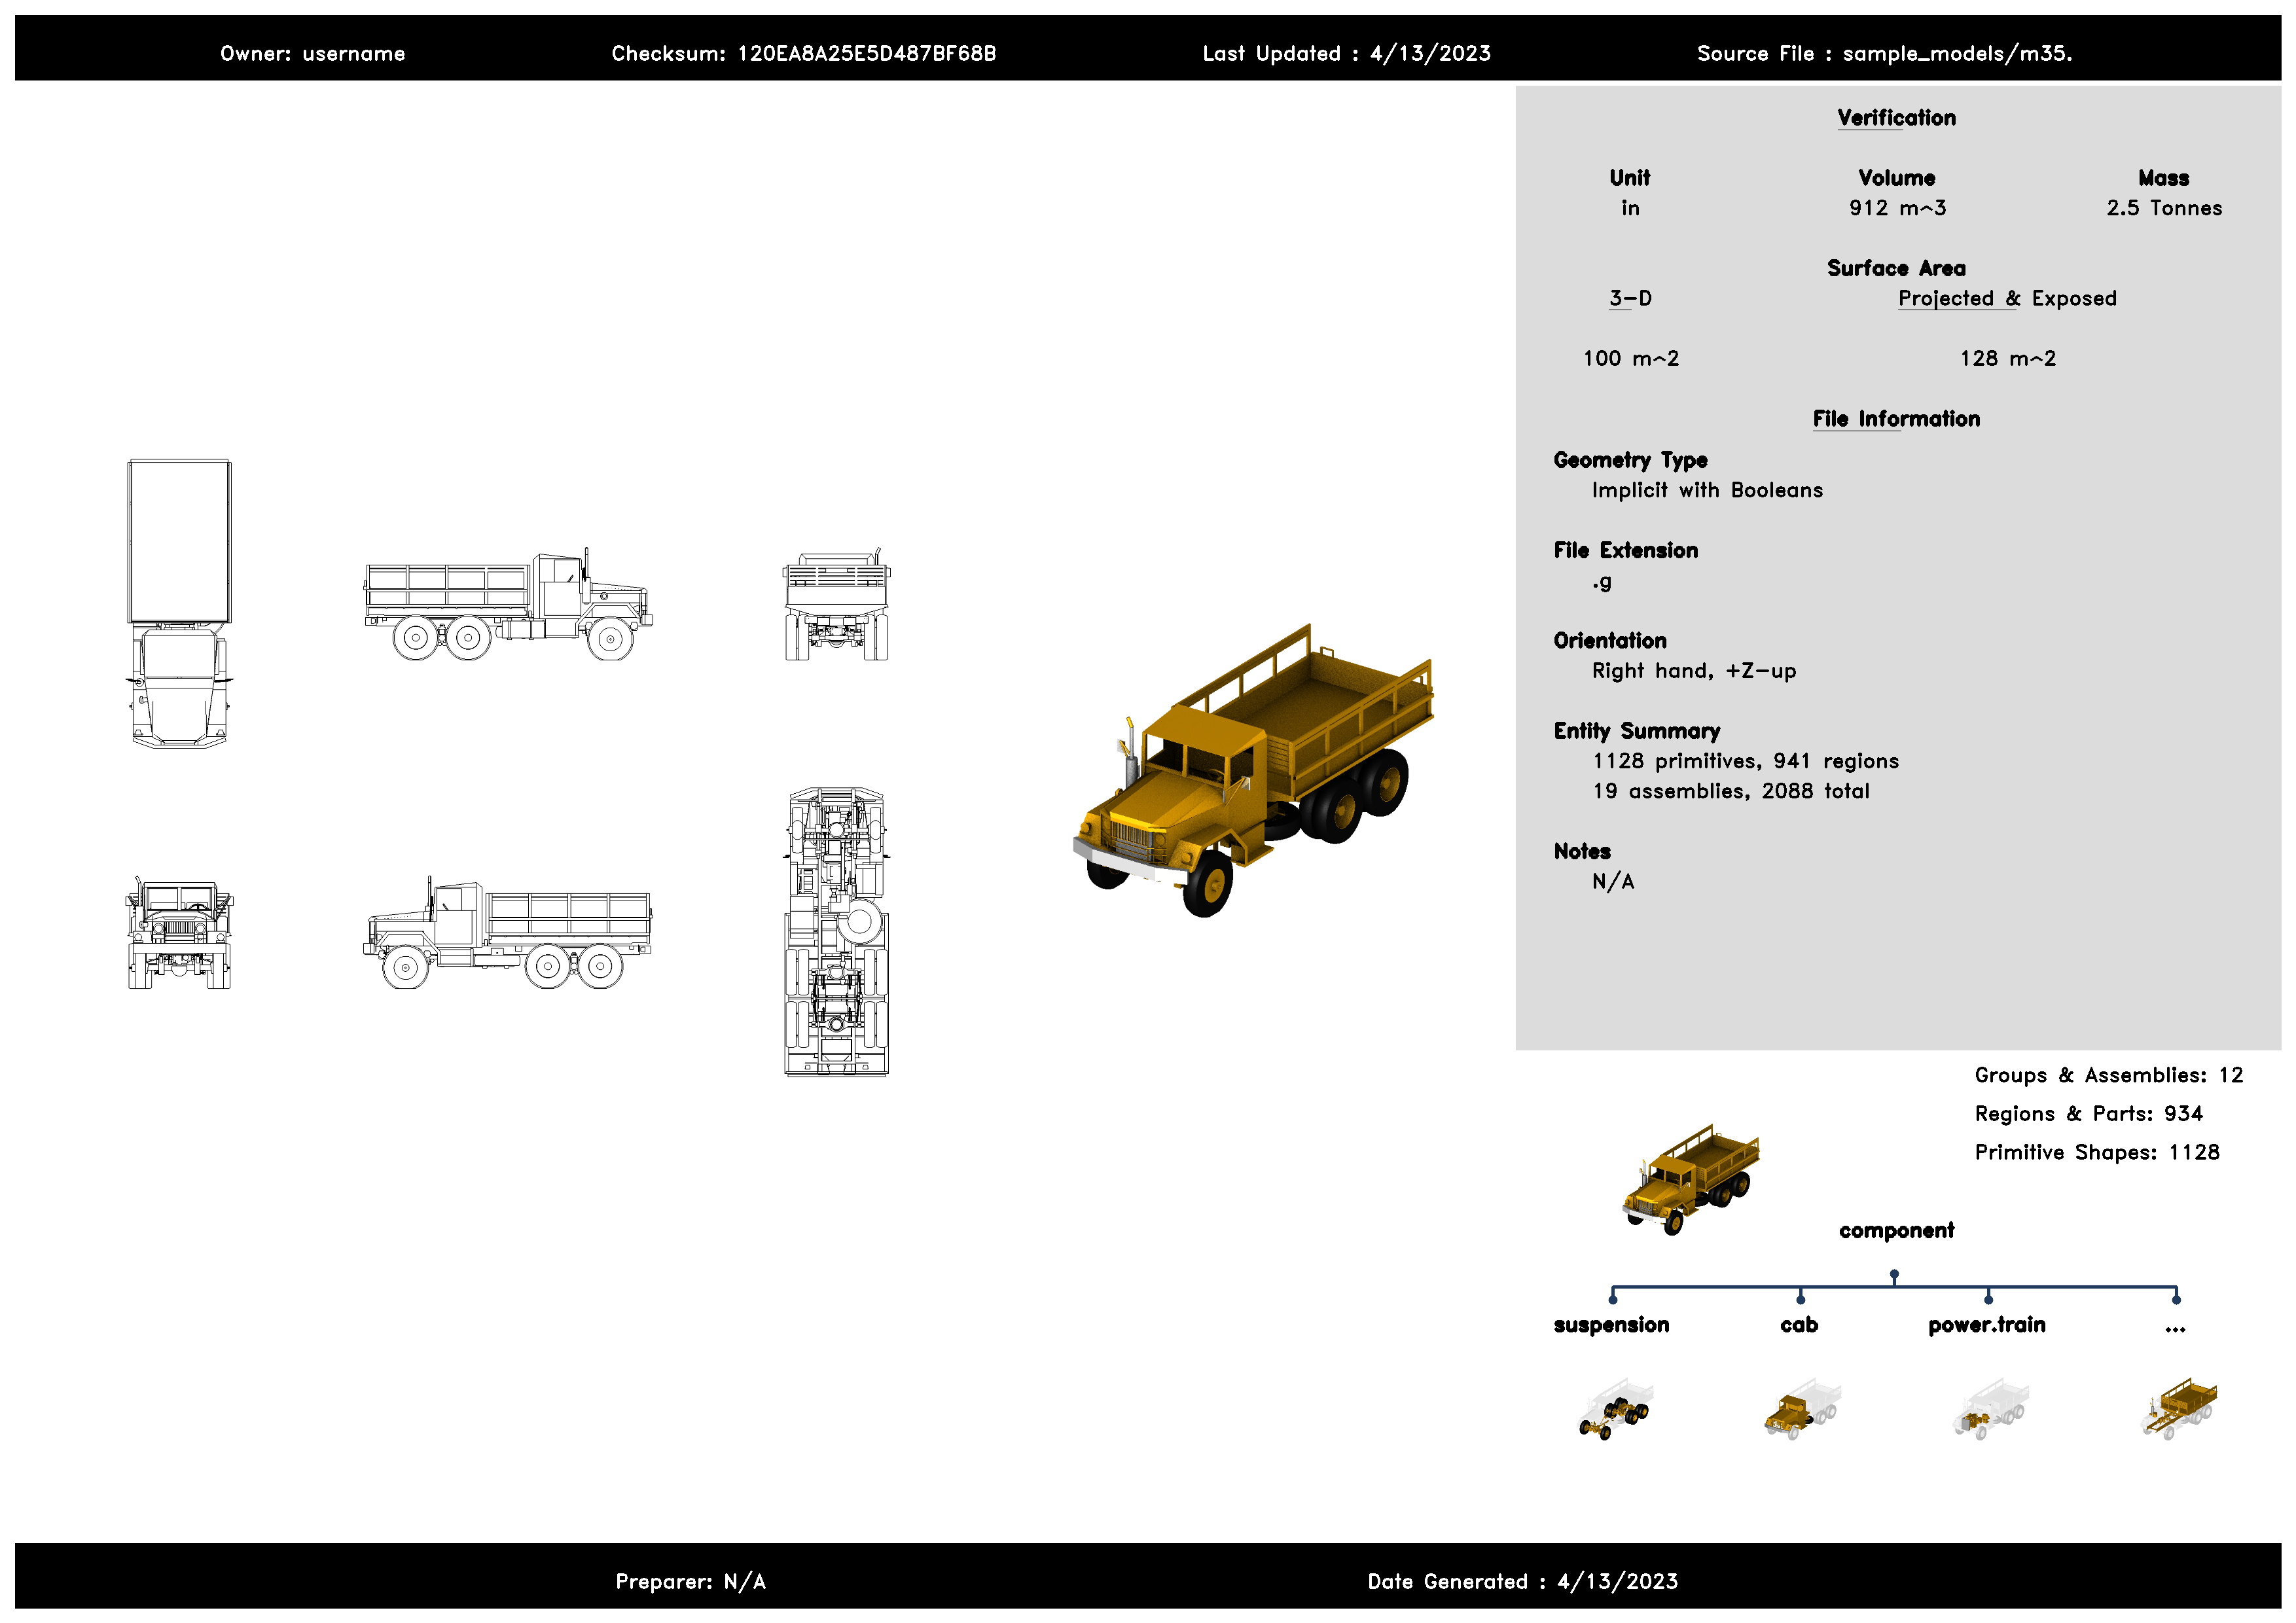 Owner: username Checksum: 120EA8A25E5D487BF68B Last Updated : 4/13/2023 Source File : sample_models/m35.
Verification
Unit Volume Mass
in 912 m^3 2.5 Tonnes
Surface Area
3-D Projected & Exposed
100 m^2 128 m^2
File Information
Geometry Type
Implicit with Booleans
File Extension
.g
Orientation
Right hand, +Z-up
Entity Summary
1128 primitives, 941 regions
19 assemblies, 2088 total
Notes
N/A
Groups & Assemblies: 12
Regions & Parts: 934
Primitive Shapes: 1128
component
suspension cab power.train ...
Preparer: N/A Date Generated : 4/13/2023